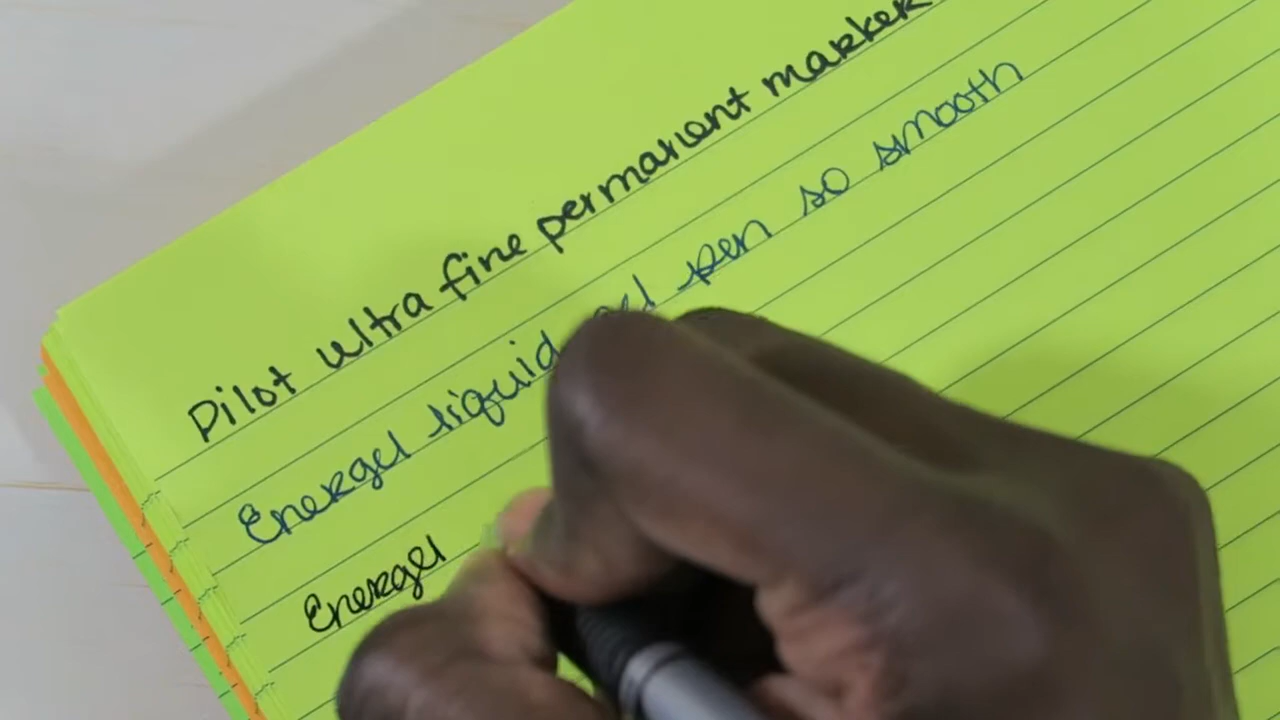 Pilot ultra fine permanent marker
Energel liquid gel pen so smooth
Energel